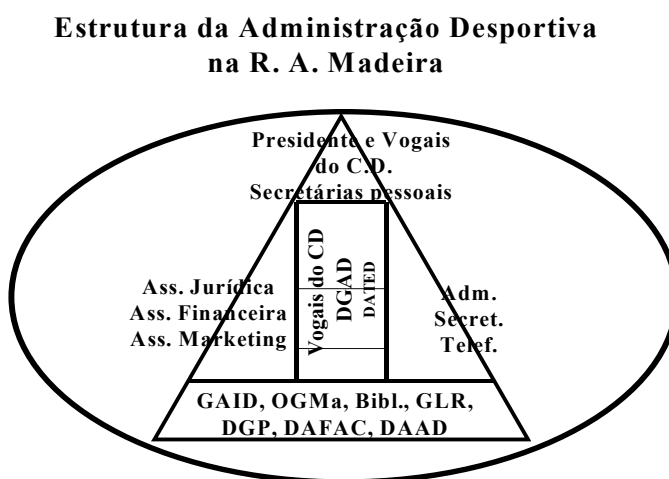 Estrutura da Administração Desportiva
na R. A. Madeira
Presidente e Vogais
do C.D.
Secretárias pessoais
Ass. Jurídica
Ass. Financeira
Ass. Marketing
Vogais do CD
DGAD
DATED
Adm.
Secret.
Telef.
GAID, OGMa, Bibl., GLR,
DGP, DAFAC, DAAD